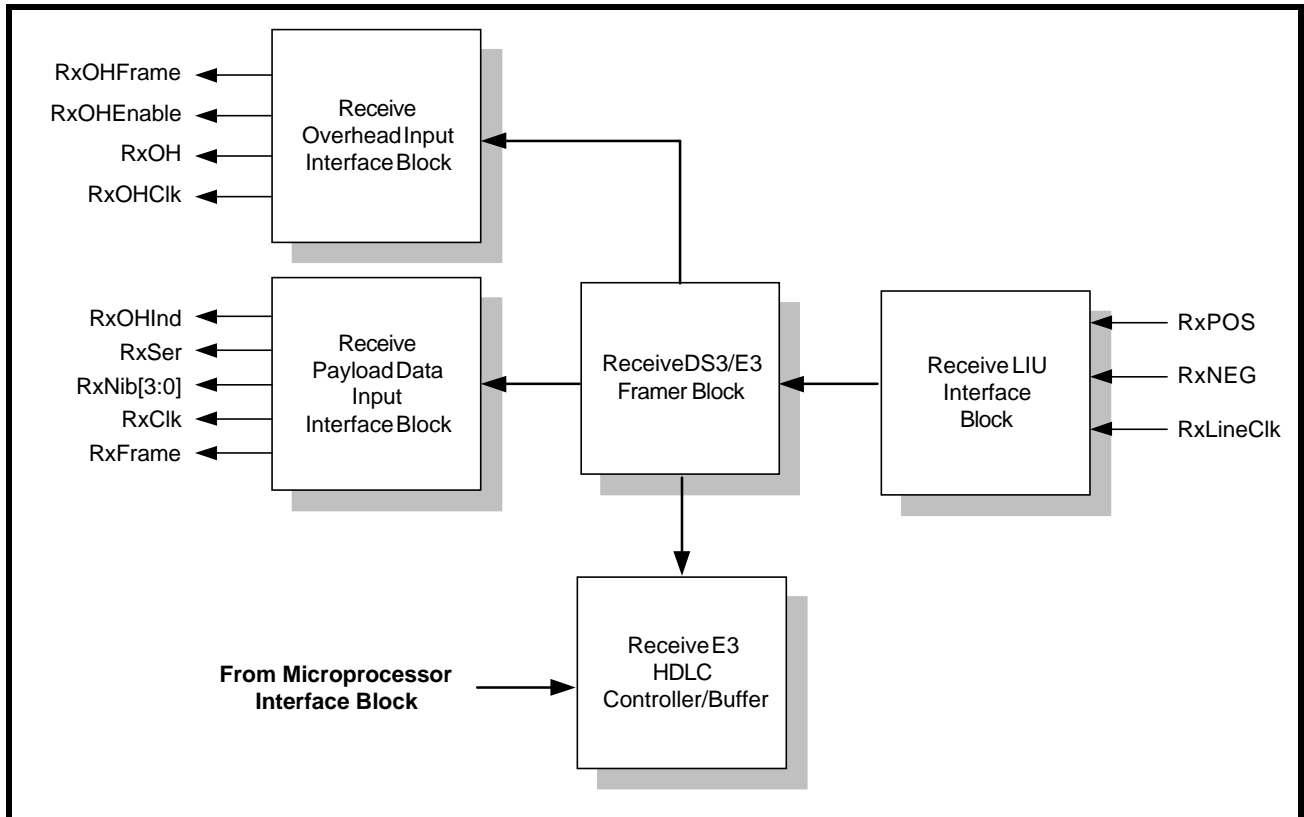 RxOHFrame
RxOHEnable
RxOH
RxOHClk
Receive
Overhead Input
Interface Block
RxOHInd
RxSer
RxNib[3:0]
RxClk
RxFrame
Receive
Payload Data
Input
Interface Block
Receive DS3/E3
Framer Block
Receive LIU
Interface
Block
RxPOS
RxNEG
RxLineClk
From Microprocessor
Interface Block
Receive E3
HDLC
Controller/Buffer